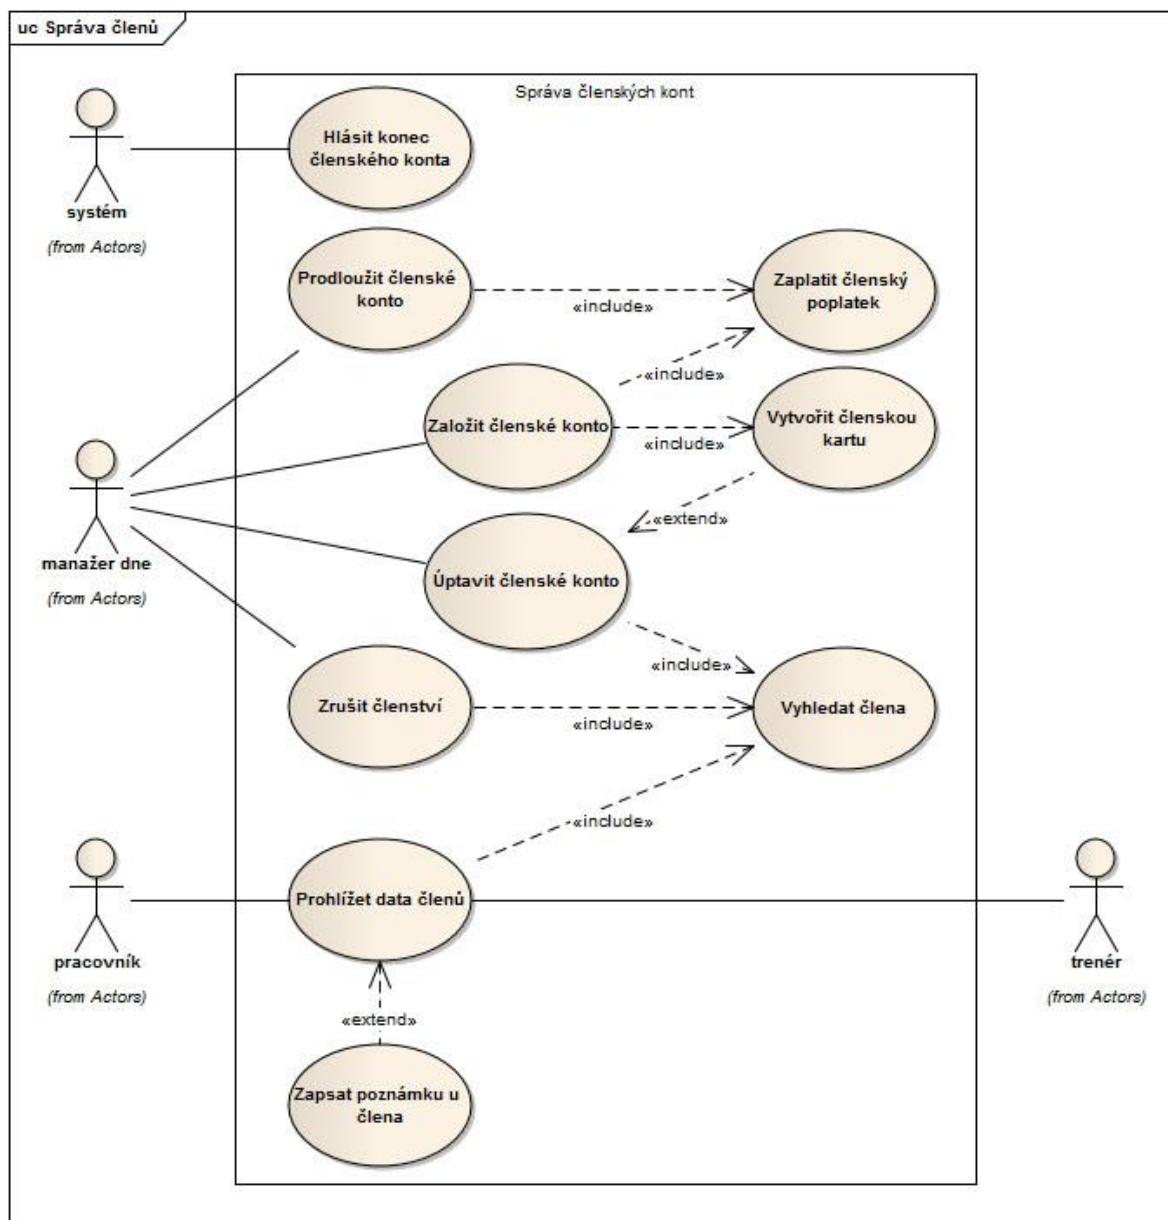 uc Správa členů
Správa členských kont
Hlásit konec
členského konta
systém
(from Actors)
Prodloužit členské
konto
«include»
Zaplatit členský
poplatek
«include»
Založit členské konto
«include»
Vytvořit členskou
kartu
«extend»
manažer dne
(from Actors)
Úptavit členské konto
«include»
Zrušit členství
«include»
Vyhledat člena
«include»
pracovník
(from Actors)
Prohlížet data členů
trenér
(from Actors)
«extend»
Zapsat poznámku u
člena